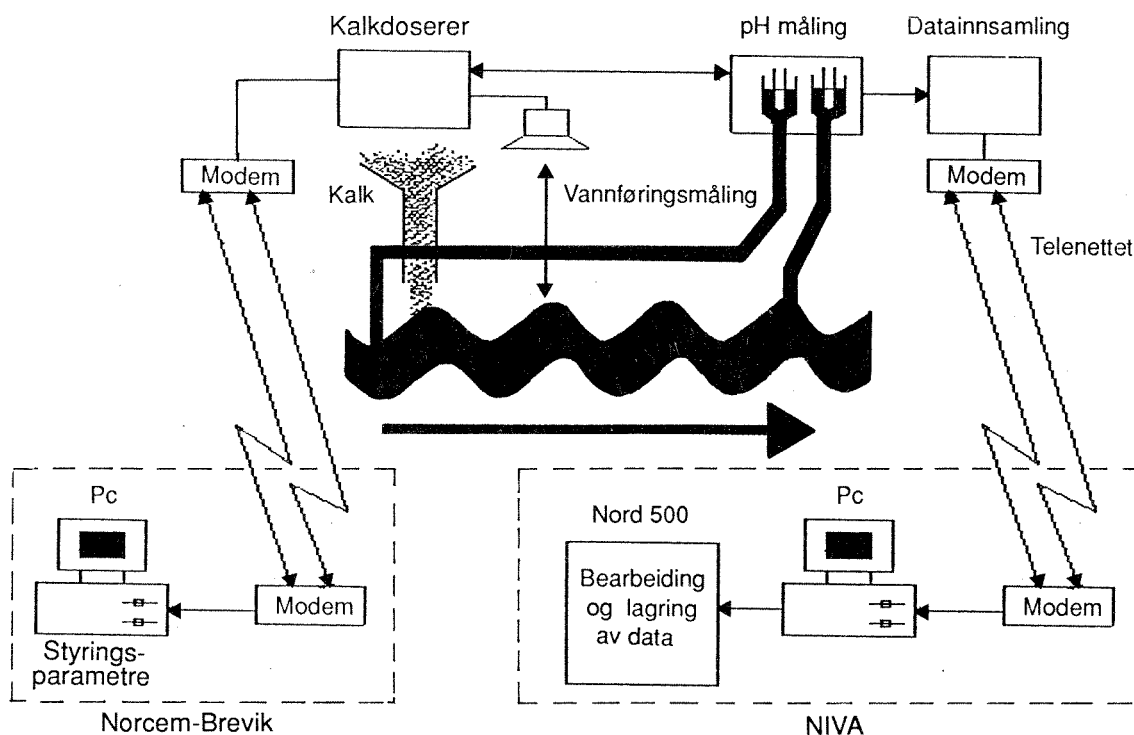 Kalkdoserer
pH måling
Datainnsamling
Modem
Kalk
Vannføringsmåling
Modem
Telenettet
Pc
Nord 500
Pc
Bearbeiding
og lagring
av data
Modem
Modem
Styrings-
parametre
Norcem-Brevik
NIVA